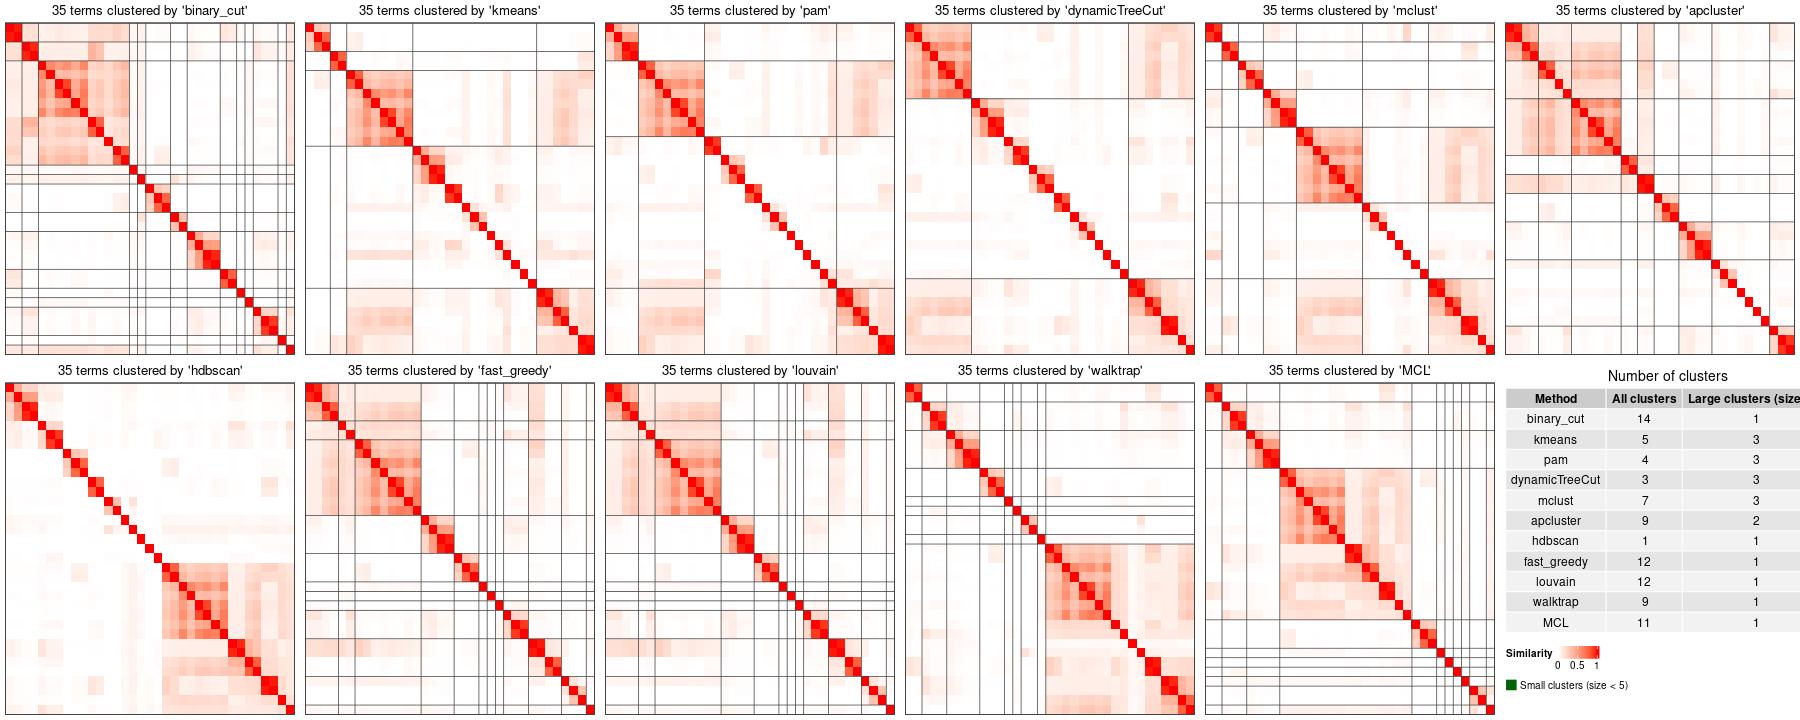 35 terms clustered by 'binary_cut'
35 terms clustered by 'kmeans'
35 terms clustered by 'pam'
35 terms clustered by 'dynamicTreeCut'
35 terms clustered by 'mclust'
35 terms clustered by 'apcluster'
35 terms clustered by 'hdbscan'
35 terms clustered by 'fast_greedy'
35 terms clustered by 'louvain'
35 terms clustered by 'walktrap'
35 terms clustered by 'MCL'
Number of clusters
Method All clusters Large clusters (size
binary_cut 14 1
kmeans 5 3
pam 4 3
dynamicTreeCut 3 3
mclust 7 3
apcluster 9 2
hdbscan 1 1
fast_greedy 12 1
louvain 12 1
walktrap 9 1
MCL 11 1
Similarity
0 0.5 1
Small clusters (size < 5)